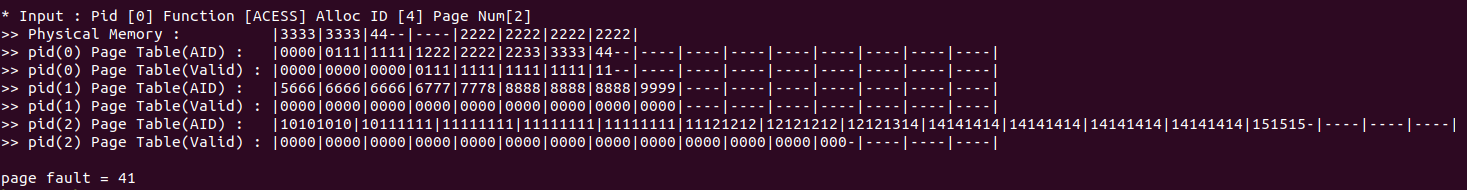 * Input : Pid [0] Function [ACESS] Alloc ID [4] Page Num[2]
>> Physical Memory : |3333|3333|44--|----|2222|2222|2222|2222|
>> pid(0) Page Table(AID) : |0000|0111|1111|1222|2222|2233|3333|44--|----|----|----|----|----|----|----|----|
>> pid(0) Page Table(Valid) : |0000|0000|0000|0111|1111|1111|1111|11--|----|----|----|----|----|----|----|----|
>> pid(1) Page Table(AID) : |5666|6666|6666|6777|7778|8888|8888|8888|9999|----|----|----|----|----|----|----|
>> pid(1) Page Table(Valid) : |0000|0000|0000|0000|0000|0000|0000|0000|0000|----|----|----|----|----|----|----|
>> pid(2) Page Table(AID) : |10101010|10111111|11111111|11111111|11111111|11121212|12121212|12121314|14141414|14141414|14141414|14141414|151515-|----|----|----|
>> pid(2) Page Table(Valid) : |0000|0000|0000|0000|0000|0000|0000|0000|0000|0000|0000|0000|000-|----|----|----|
page fault = 41